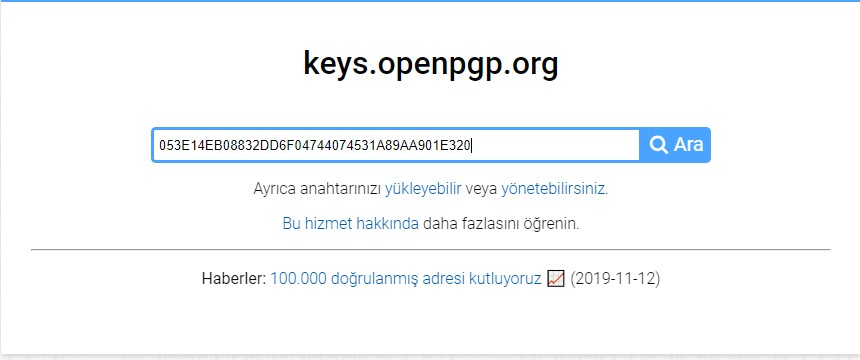 keys.openpgp.org
053E14EB08832DD6F04744074531A89AA901E320
Ara
Ayrıca anahtarınızı yükleyebilir veya yönetebilirsiniz.
Bu hizmet hakkında daha fazlasını öğrenin.
Haberler: 100.000 doğrulanmış adresi kutluyoruz 📈 (2019-11-12)